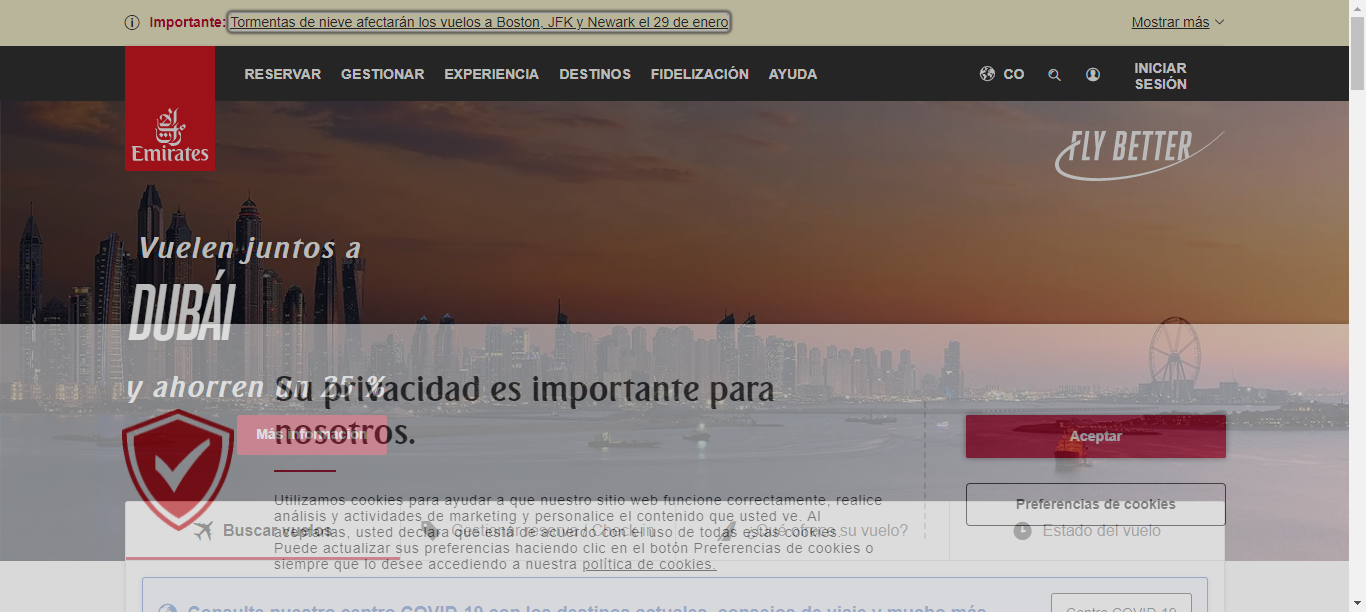 Importante: Tormentas de nieve afectarán los vuelos a Boston, JFK y Newark el 29 de enero
Mostrar más
RESERVAR GESTIONAR EXPERIENCIA DESTINOS FIDELIZACIÓN AYUDA
CO
INICIAR
SESIÓN
Emirates
FLY BETTER
Vuelen juntos a
DUBÁI
y ahorren un 25 %
Más información
Su privacidad es importante para
nosotros.
Aceptar
Preferencias de cookies
Utilizamos cookies para ayudar a que nuestro sitio web funcione correctamente, realice
análisis y actividades de marketing y personalice el contenido que usted ve. Al
aceptarlas, usted declara que está de acuerdo con el uso de todas estas cookies.
Puede actualizar sus preferencias haciendo clic en el botón Preferencias de cookies o
siempre que lo desee accediendo a nuestra política de cookies.
Buscar vuelos
Gestionar reserva / Check-in
¿Qué ofrece su vuelo?
Estado del vuelo
Consulte nuestro centro COVID-19 con los destinos actuales, consejos de viaje y mucho más
Centro COVID-19